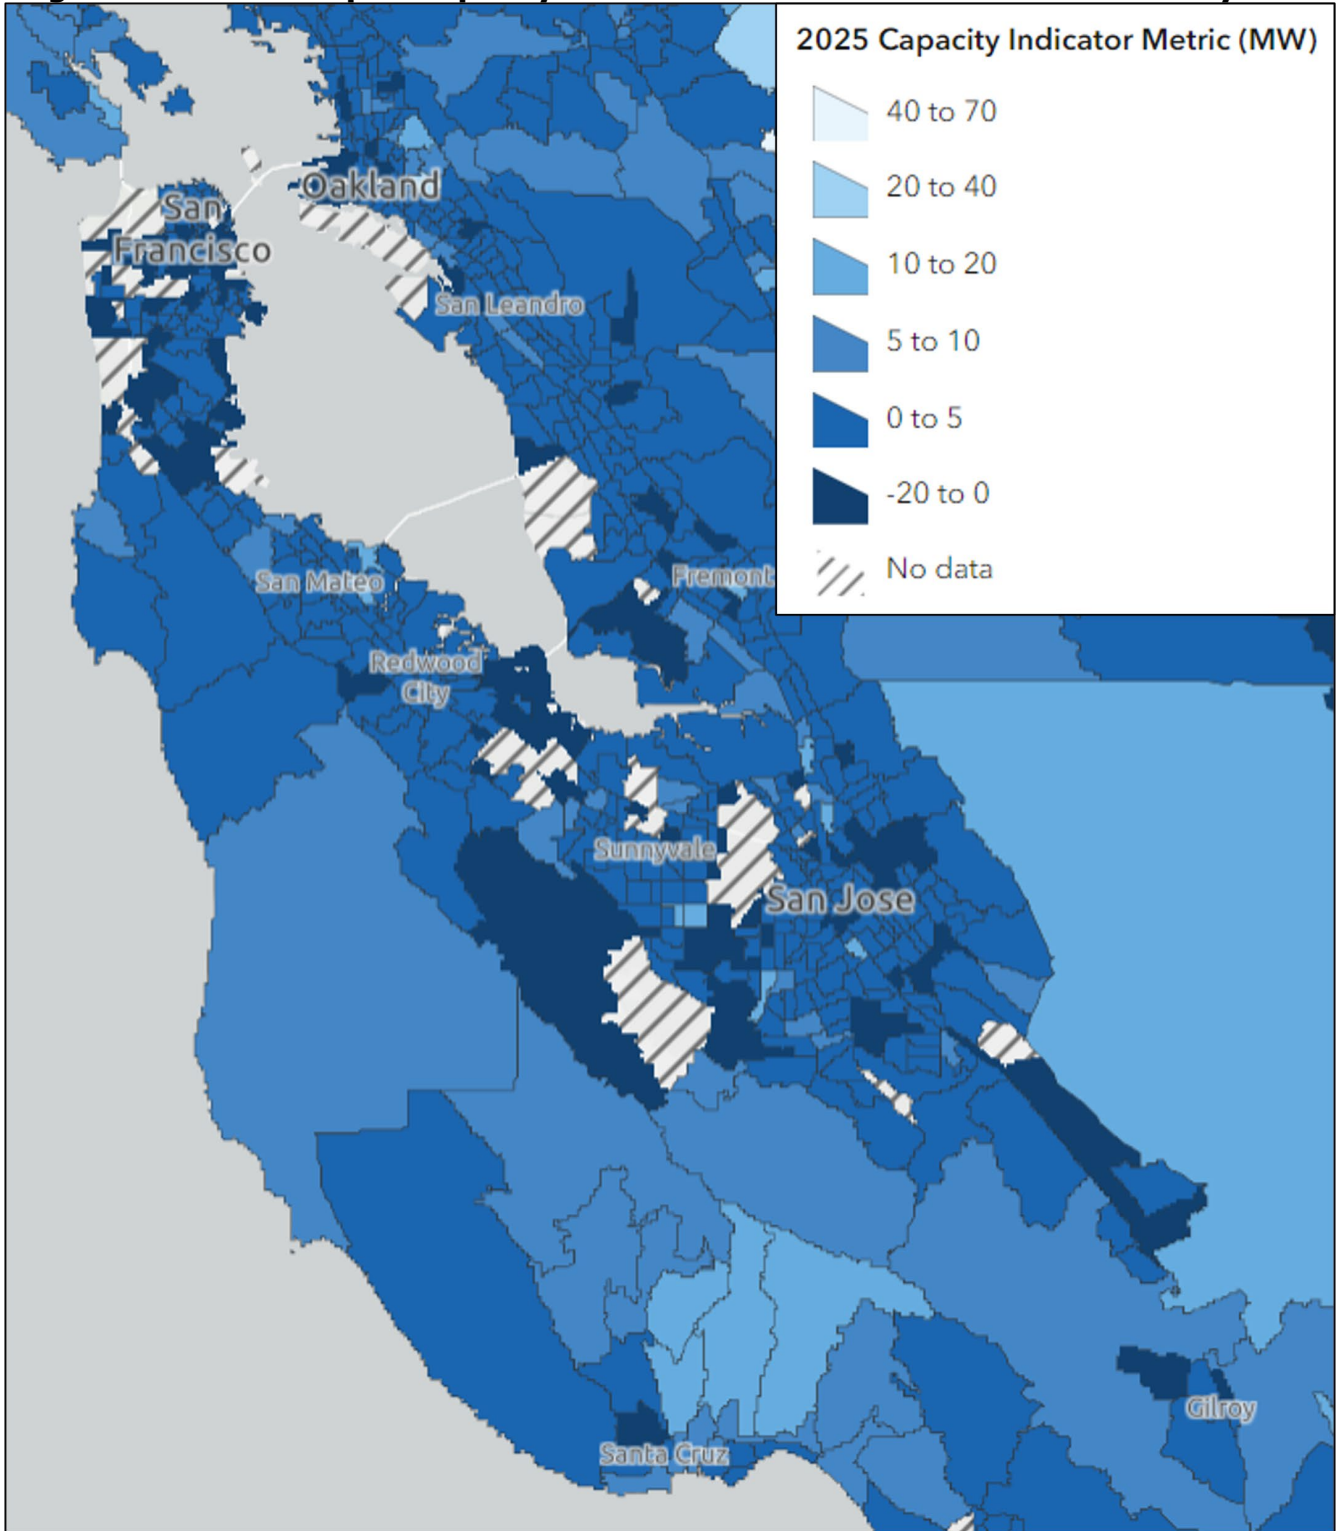 2025 Capacity Indicator Metric (MW)
40 to 70
20 to 40
10 to 20
5 to 10
0 to 5
-20 to 0
No data
Oakland
San
Francisco
San Leandro
San Mateo
Fremont
Redwood
City
Sunnyvale
San Jose
Gilroy
Santa Cruz